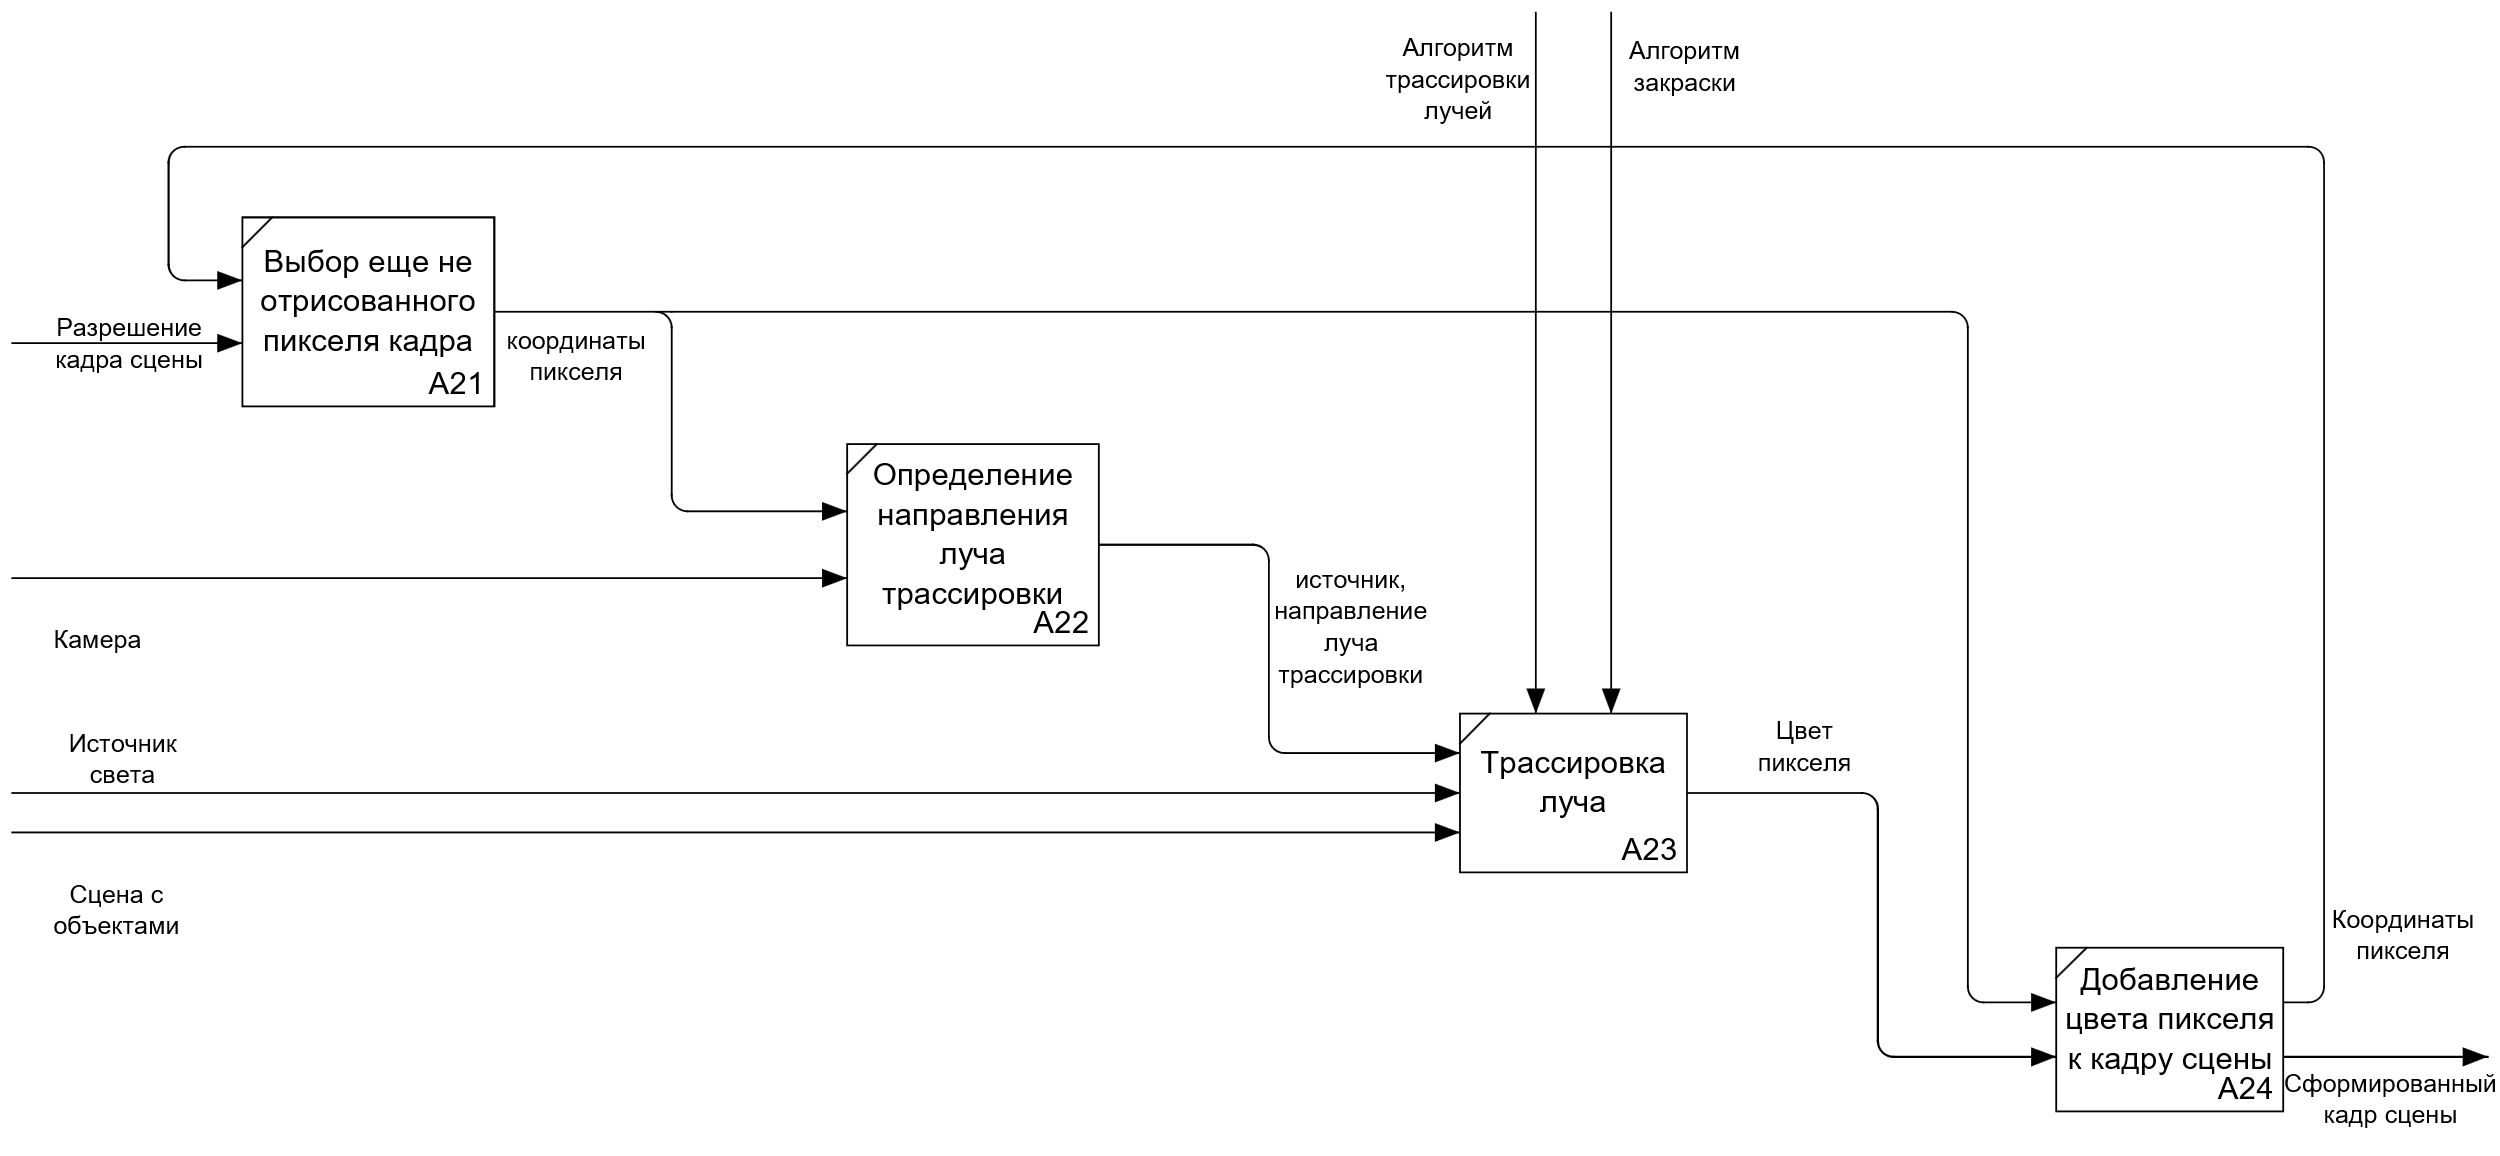 Алгоритм
трассировки
лучей
Алгоритм
закраски
Выбор еще не
отрисованного
пикселя кадра
A21
Разрешение
кадра сцены
координаты
пикселя
Определение
направления
луча
трассировки
A22
Камера
источник,
направление
луча
трассировки
Источник
света
Трассировка
луча
A23
Цвет
пикселя
Сцена с
объектами
Координаты
пикселя
Добавление
цвета пикселя
к кадру сцены
A24
Сформированный
кадр сцены